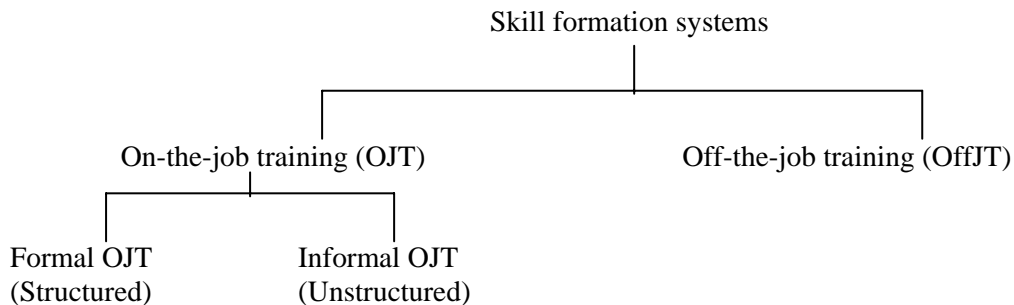 Skill formation systems
On-the-job training (OJT)
Off-the-job training (OffJT)
Formal OJT
(Structured)
Informal OJT
(Unstructured)